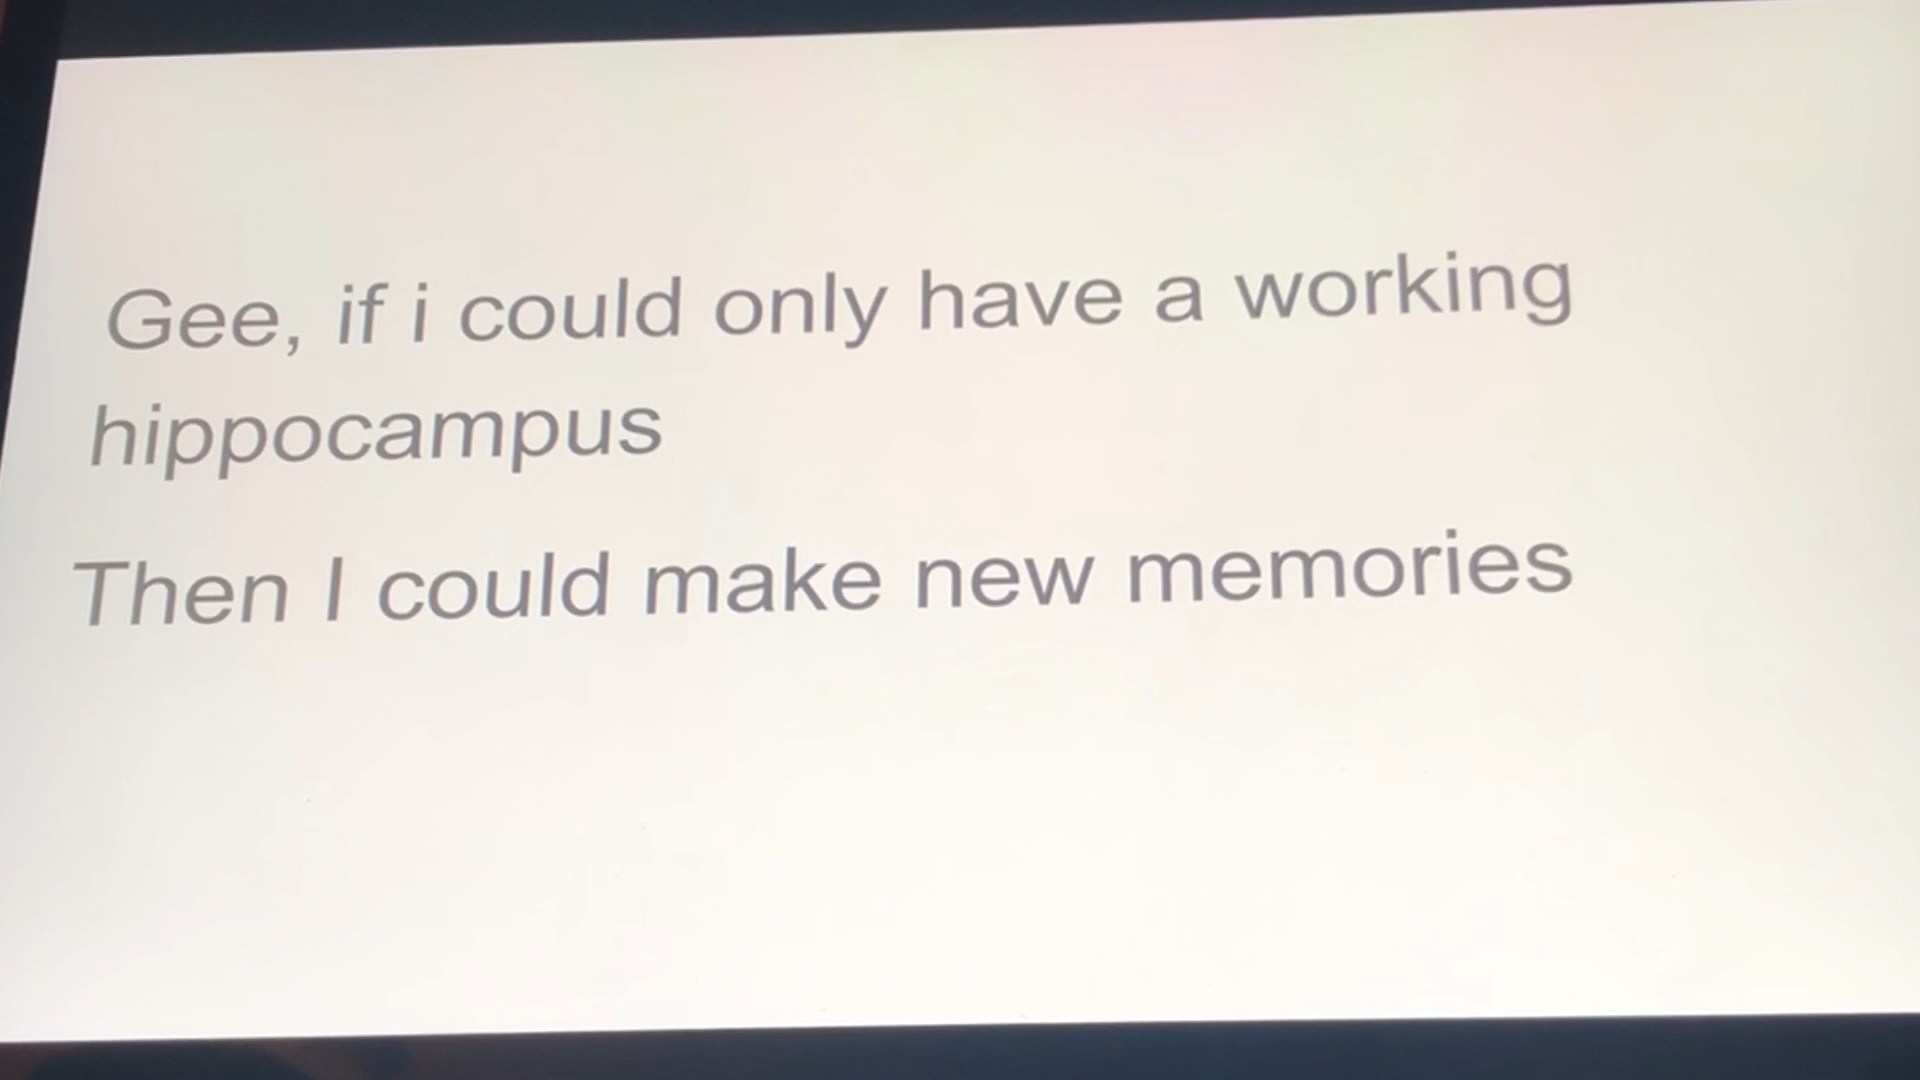 Gee, if i could only have a working
hippocampus
Then I could make new memories